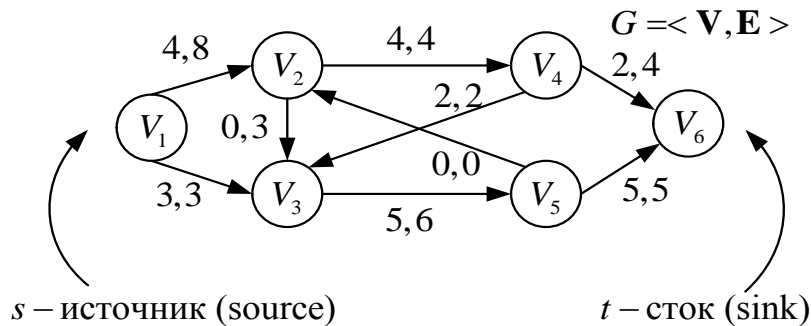 G =< V, E >
4,8
V₂
4,4
V₄
2,4
V₁
0,3
2,2
V₆
3,3
V₃
0,0
V₅
5,6
5,5
s – источник (source)
t – сток (sink)